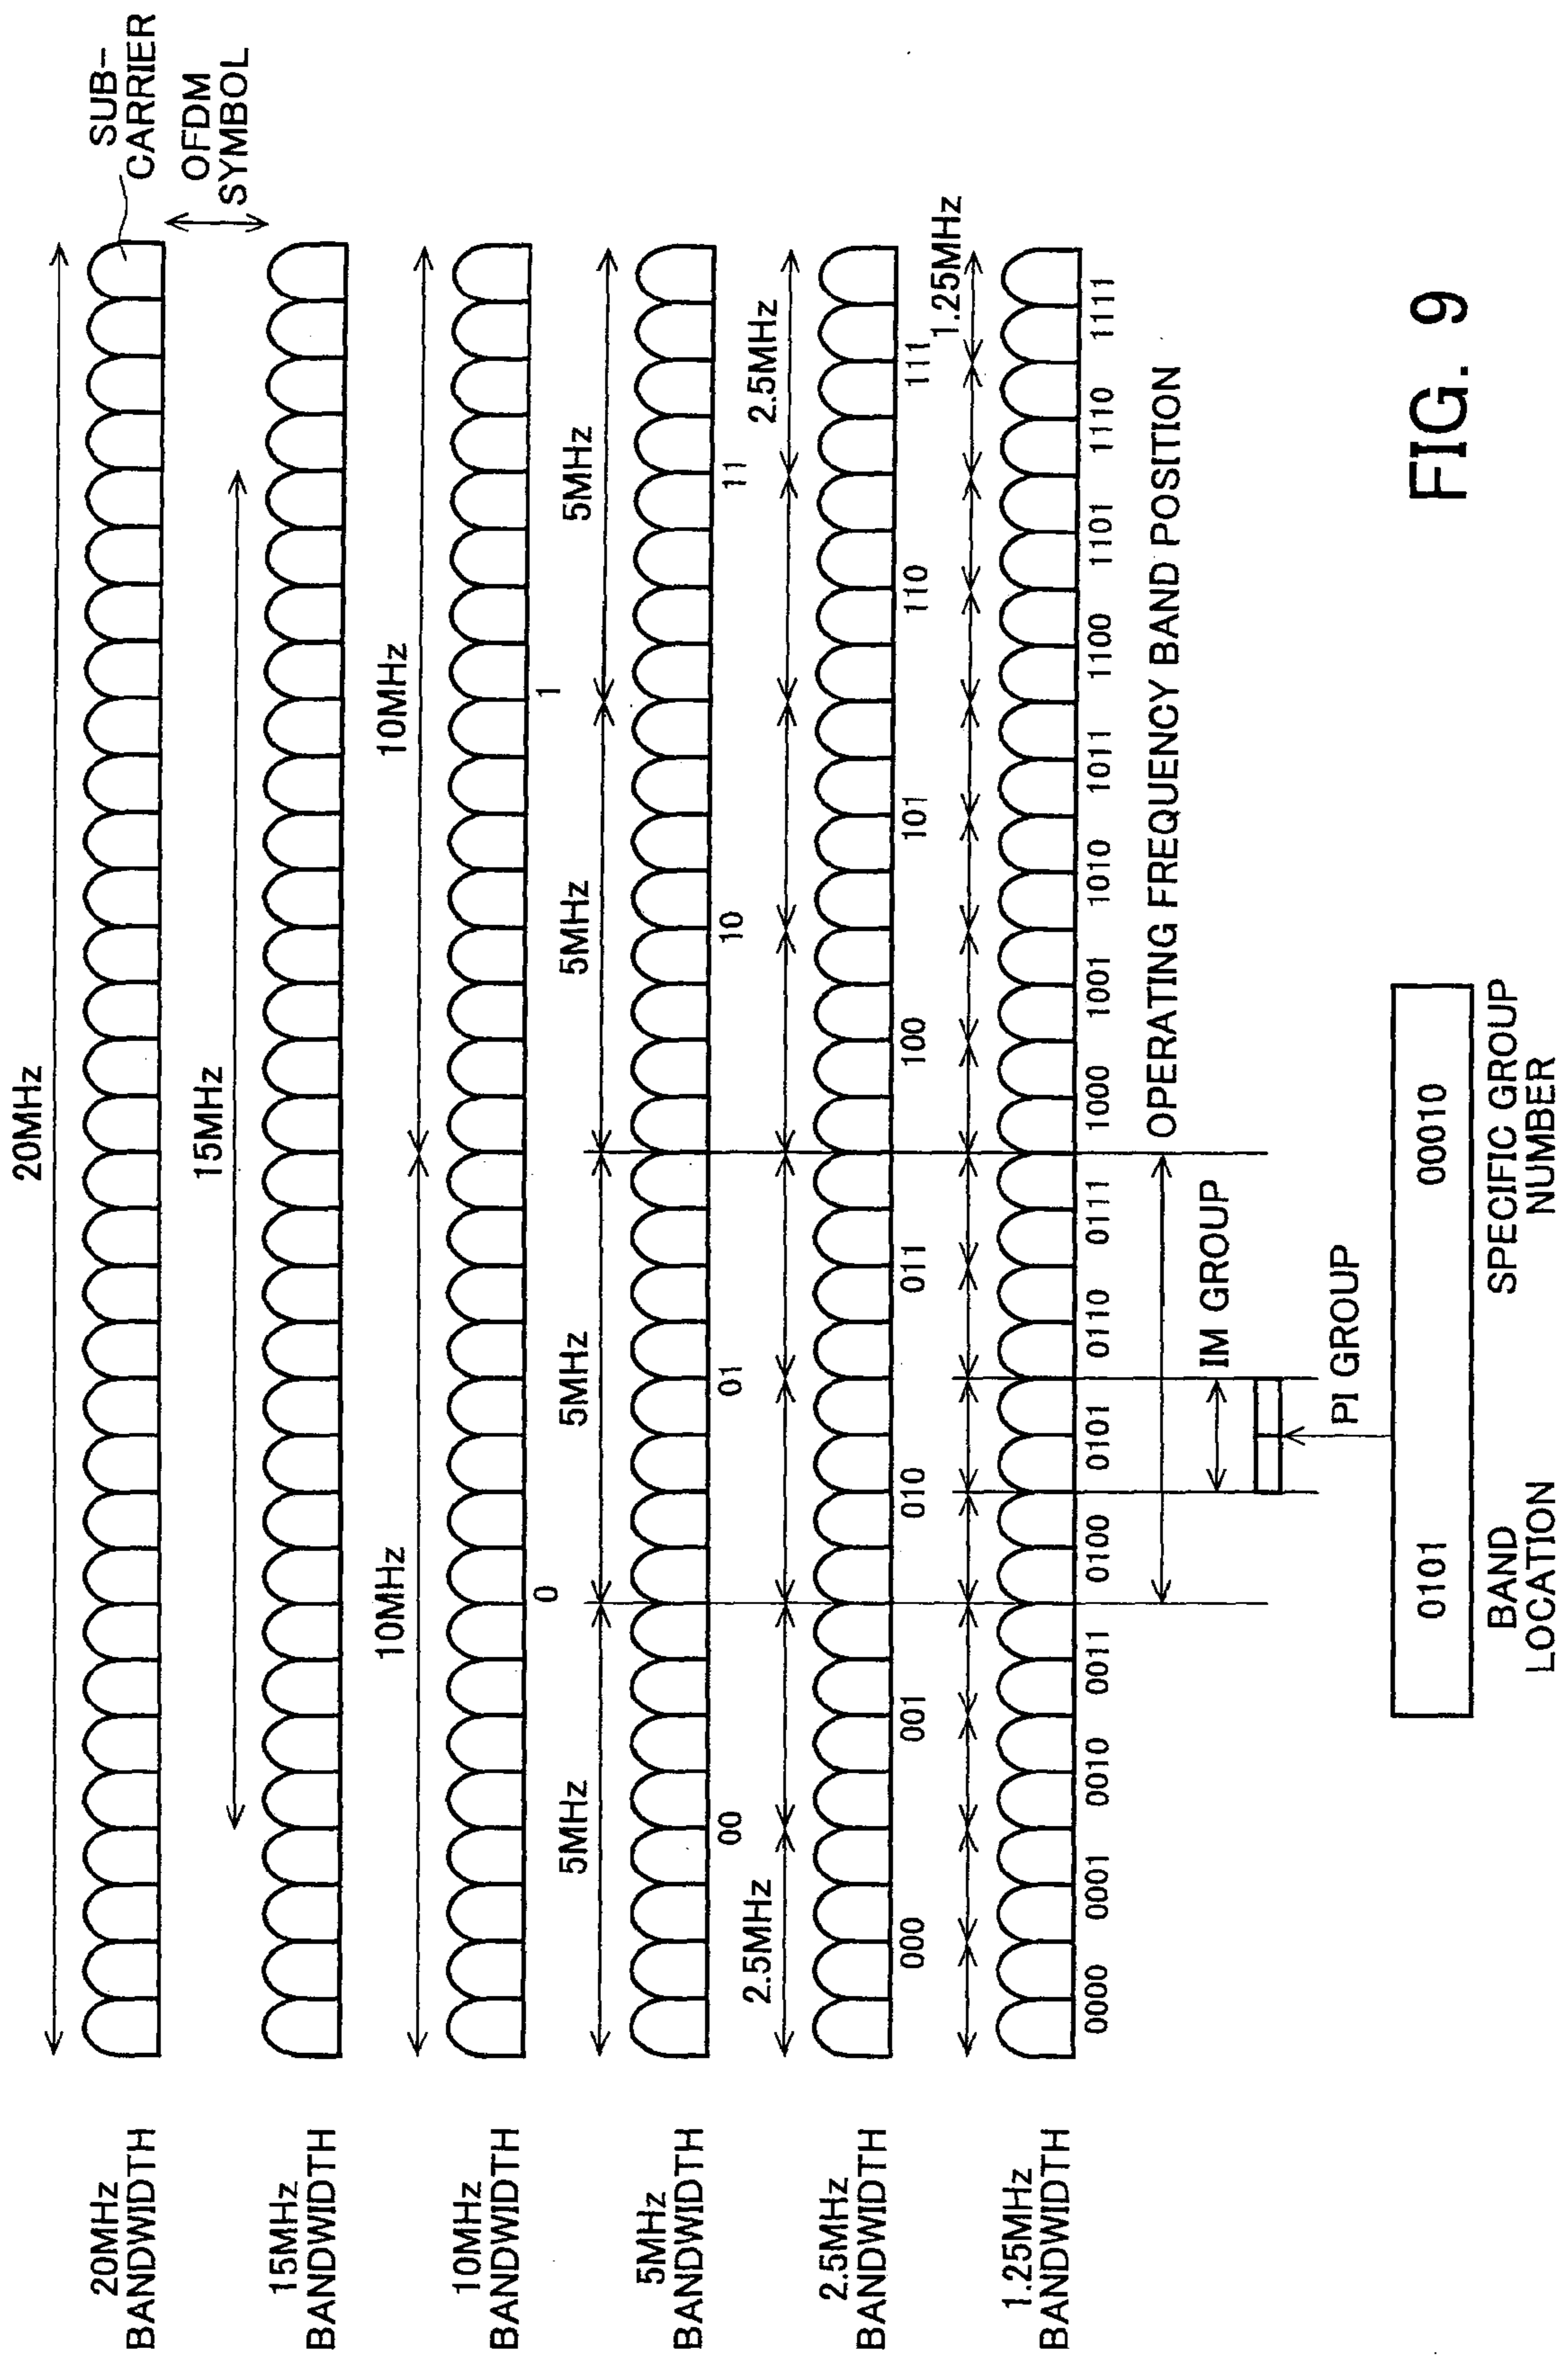 20MHz
BANDWIDTH
20MHz
SUB-
CARRIER
OFDM
SYMBOL
15MHz
BANDWIDTH
15MHz
10MHz
BANDWIDTH
10MHz
10MHz
0
1
5MHz
BANDWIDTH
5MHz
5MHz
5MHz
5MHz
00
01
10
11
2.5MHz
BANDWIDTH
2.5MHz
2.5MHz
000
001
010
011
100
101
110
111
1.25MHz
BANDWIDTH
1.25MHz
0000
0001
0010
0011
0100
0101
0110
0111
1000
1001
1010
1011
1100
1101
1110
1111
OPERATING FREQUENCY BAND POSITION
IM GROUP
PI GROUP
0101
00010
BAND
LOCATION
SPECIFIC GROUP
NUMBER
FIG. 9